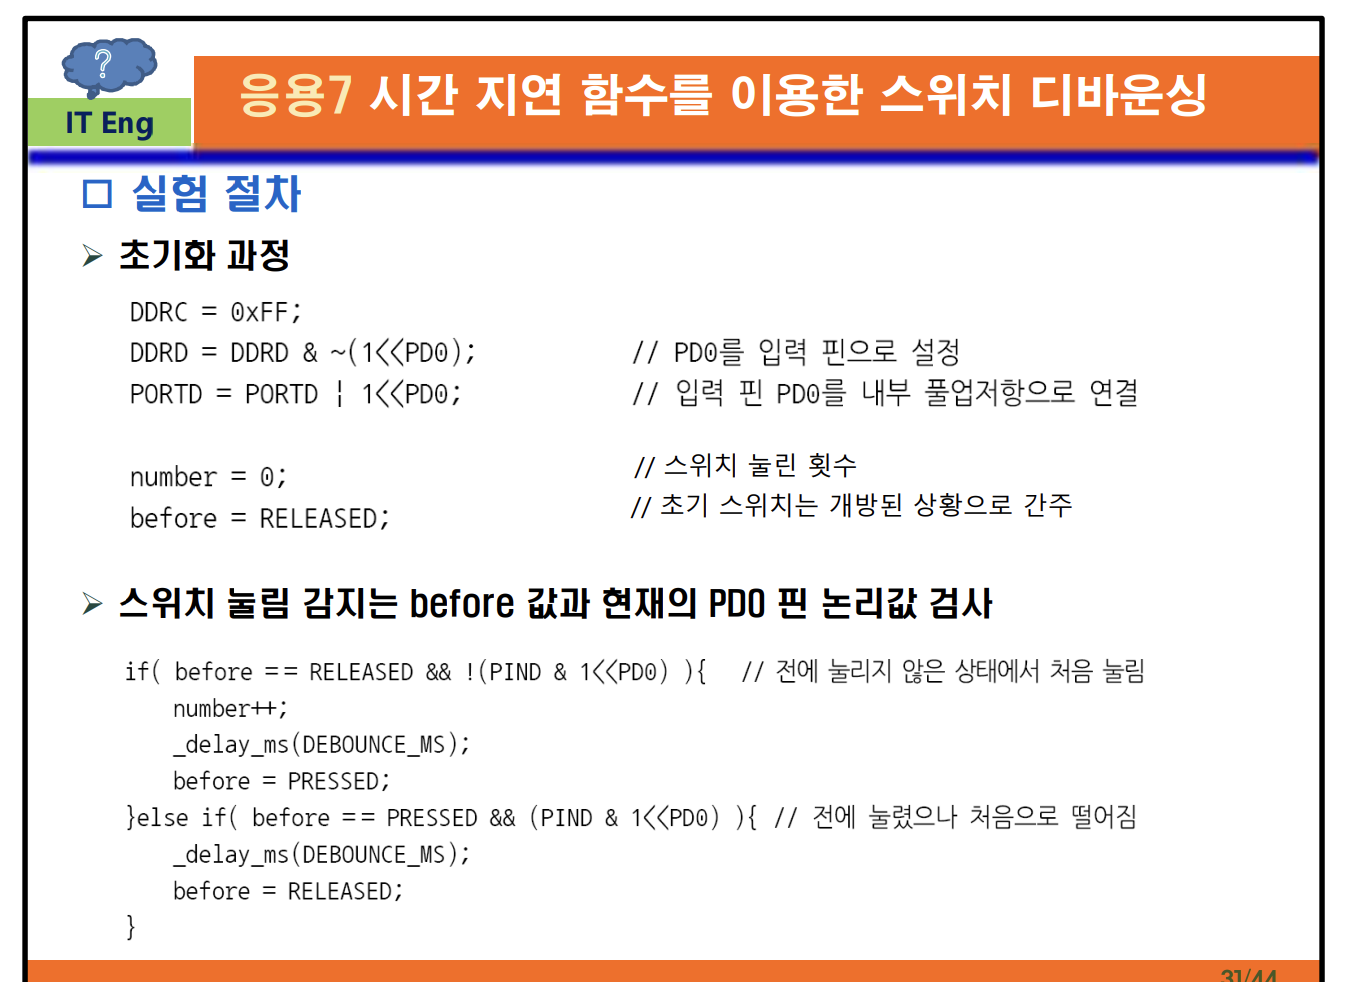 ?
IT Eng
응용7 시간 지연 함수를 이용한 스위치 디바운싱
□ 실험 절차
➢ 초기화 과정
DDRC = 0xFF;
DDRD = DDRD & ~(1<<PD0); // PD0를 입력 핀으로 설정
PORTD = PORTD ¦ 1<<PD0; // 입력 핀 PD0를 내부 풀업저항으로 연결
number = 0; // 스위치 눌린 횟수
before = RELEASED; // 초기 스위치는 개방된 상황으로 간주
➢ 스위치 눌림 감지는 before 값과 현재의 PD0 핀 논리값 검사
if( before == RELEASED && !(PIND & 1<<PD0) ){ // 전에 눌리지 않은 상태에서 처음 눌림
number++;
_delay_ms(DEBOUNCE_MS);
before = PRESSED;
}else if( before == PRESSED && (PIND & 1<<PD0) ){ // 전에 눌렸으나 처음으로 떨어짐
_delay_ms(DEBOUNCE_MS);
before = RELEASED;
}
31/44